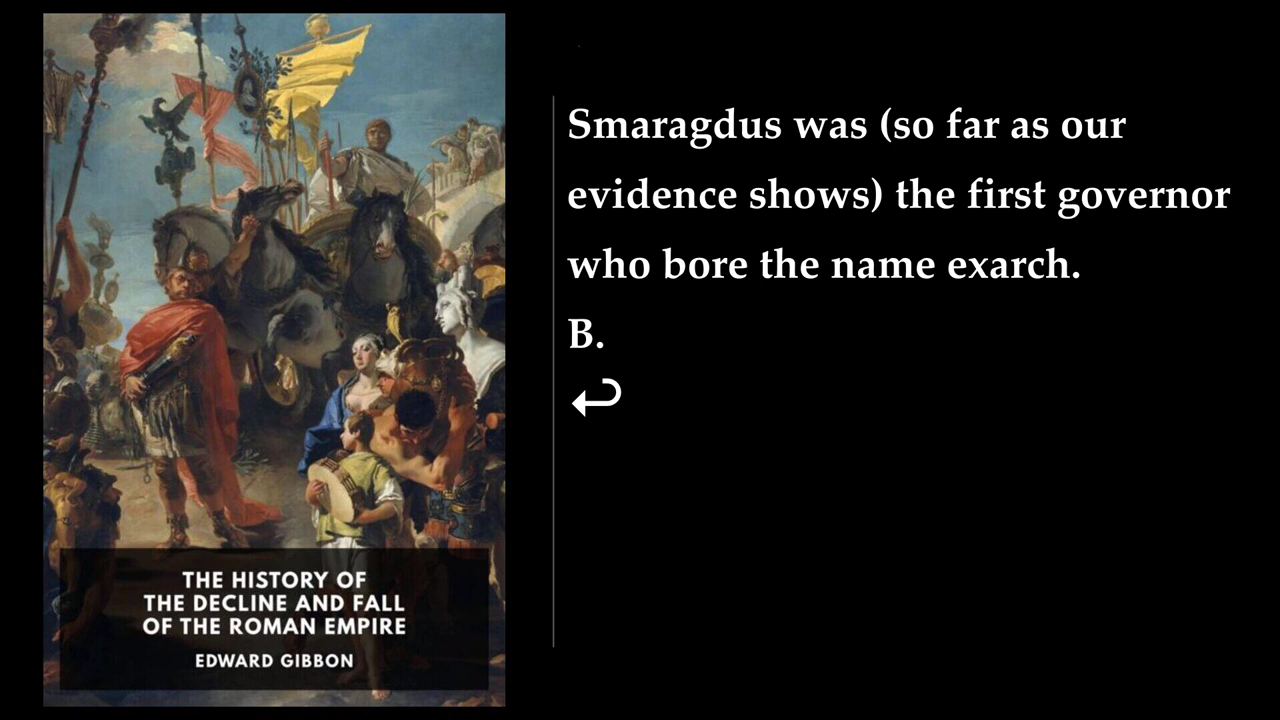 Smaragdus was (so far as our
evidence shows) the first governor
who bore the name exarch.
B.
↩
THE HISTORY OF
THE DECLINE AND FALL
OF THE ROMAN EMPIRE
EDWARD GIBBON